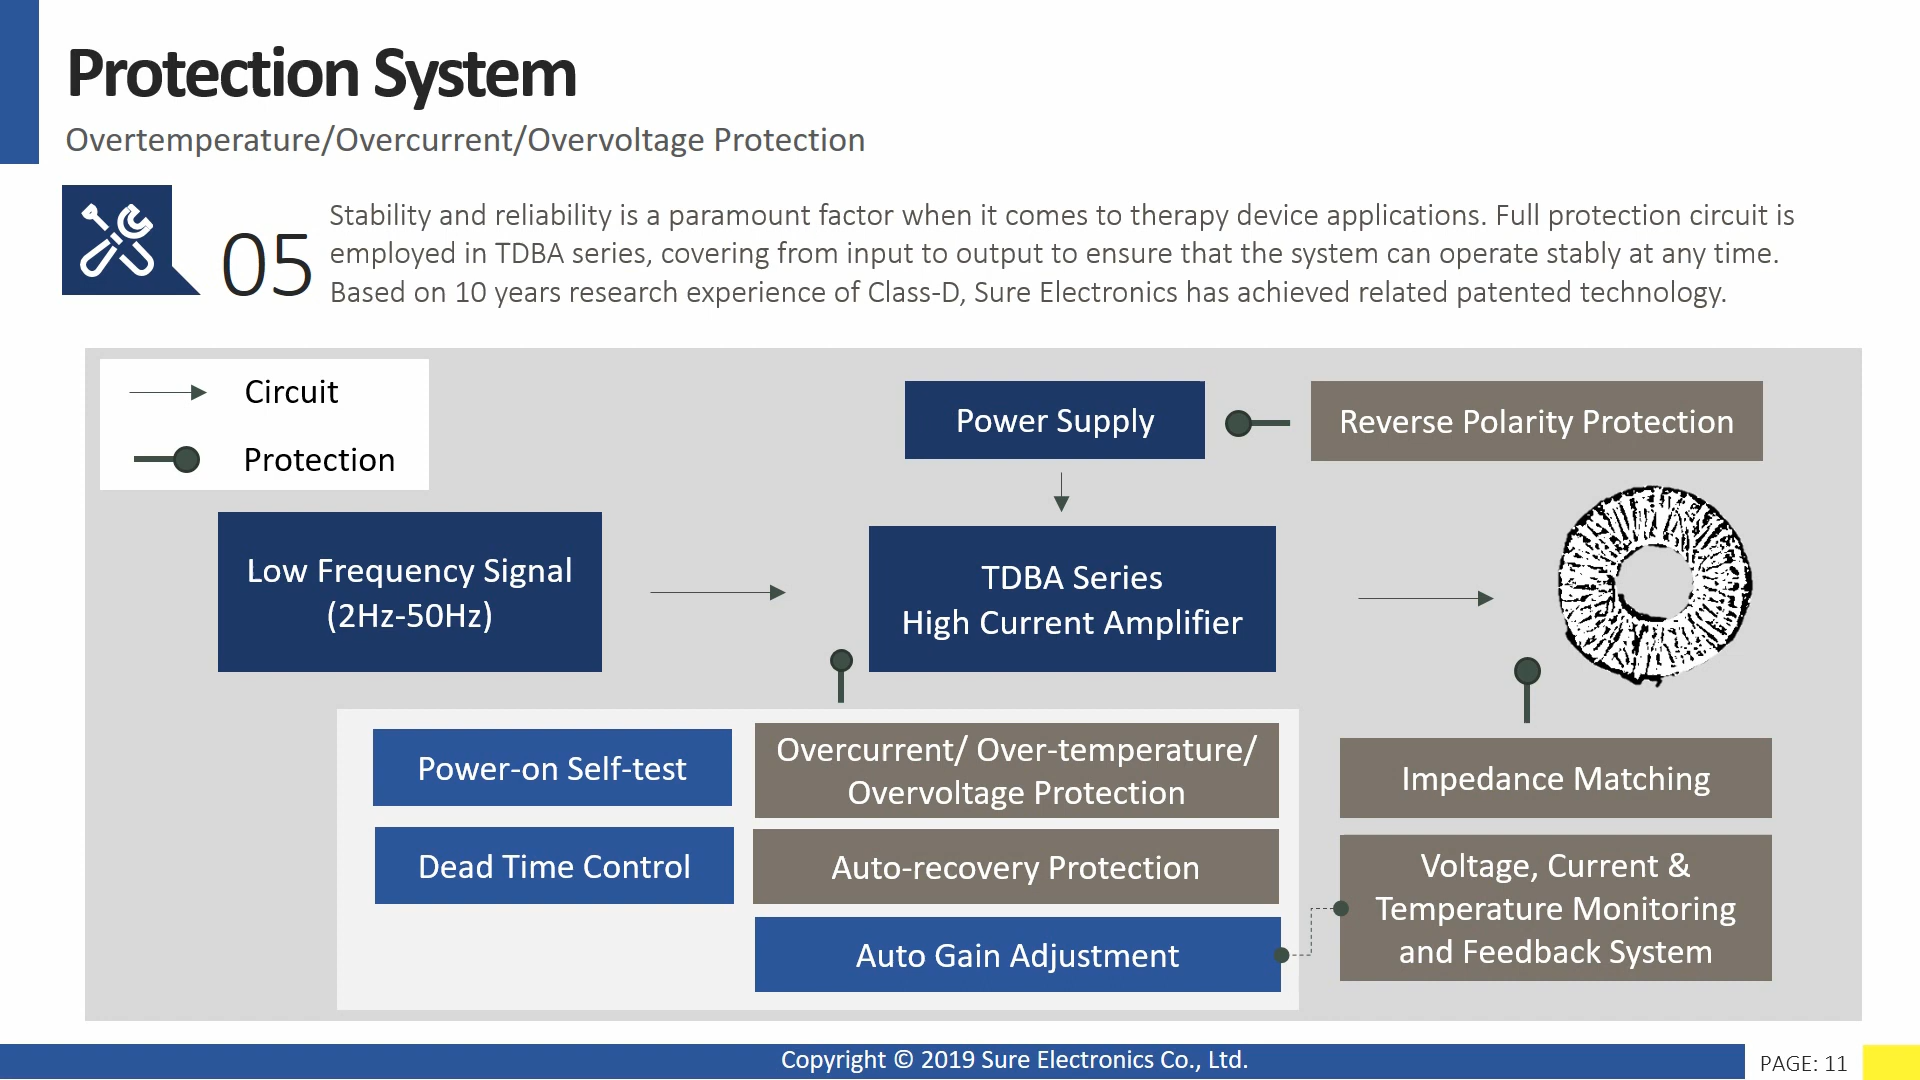 Protection System
Overtemperature/Overcurrent/Overvoltage Protection
05
Stability and reliability is a paramount factor when it comes to therapy device applications. Full protection circuit is
employed in TDBA series, covering from input to output to ensure that the system can operate stably at any time.
Based on 10 years research experience of Class-D, Sure Electronics has achieved related patented technology.
Circuit
Protection
Power Supply
Reverse Polarity Protection
Low Frequency Signal
(2Hz-50Hz)
TDBA Series
High Current Amplifier
Power-on Self-test
Overcurrent/ Over-temperature/
Overvoltage Protection
Impedance Matching
Dead Time Control
Auto-recovery Protection
Voltage, Current &
Temperature Monitoring
and Feedback System
Auto Gain Adjustment
Copyright © 2019 Sure Electronics Co., Ltd.
PAGE: 11